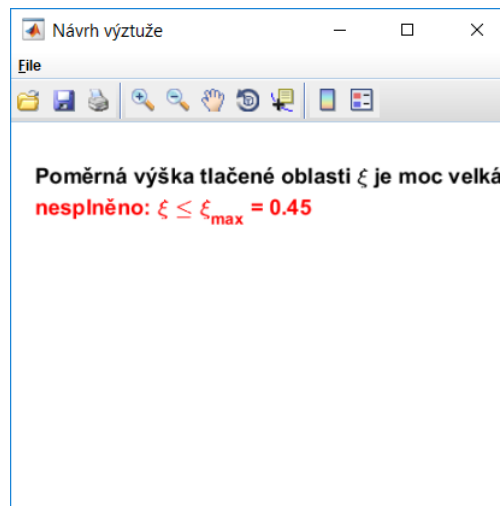 Návrh výztuže
File
Poměrná výška tlačené oblasti ξ je moc velká
nesplněno: ξ ≤ ξmax = 0.45